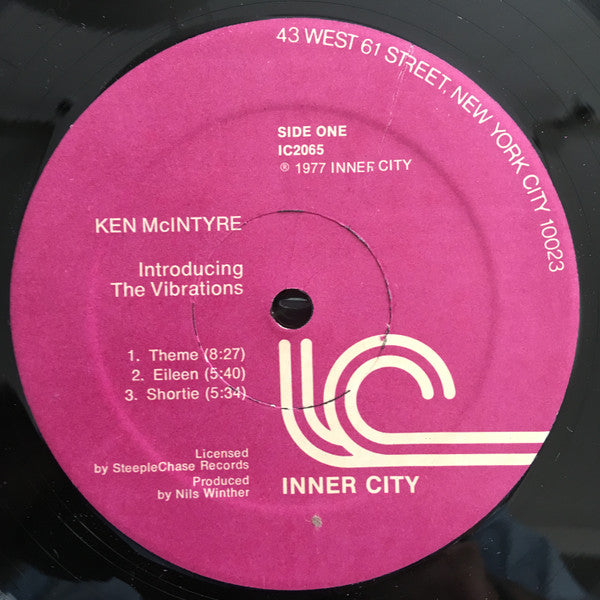 43 WEST 61 STREET, NEW YORK CITY 10023
SIDE ONE
IC2065
℗ 1977 INNER CITY
KEN McINTYRE
Introducing
The Vibrations
1. Theme (8:27)
2. Eileen (5:40)
3. Shortie (5:34)
Licensed
by SteepleChase Records
Produced
by Nils Winther
IC
INNER CITY